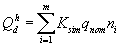 Q_d^h = \sum_{i=1}^{m} K_{sim} q_{nom} n_i